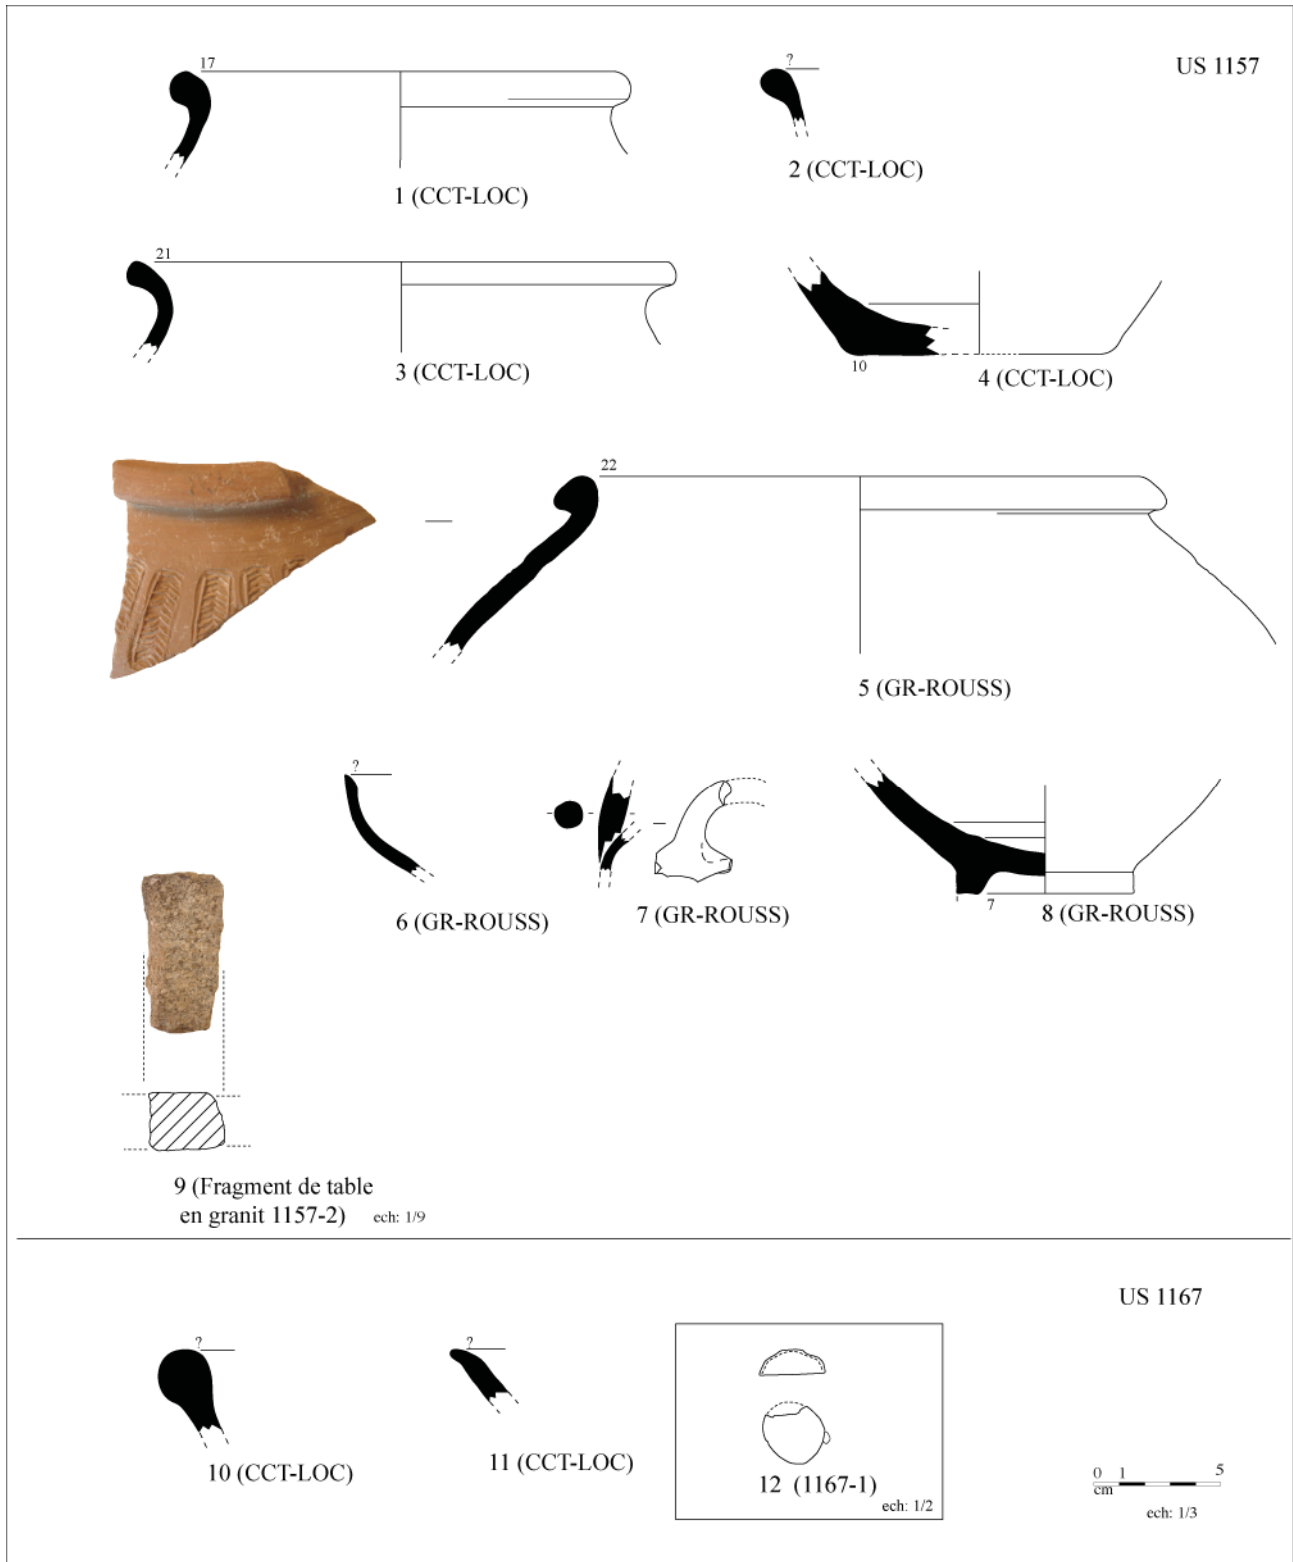 US 1157
17
?
1 (CCT-LOC)
2 (CCT-LOC)
21
10
3 (CCT-LOC)
4 (CCT-LOC)
22
5 (GR-ROUSS)
?
7
6 (GR-ROUSS)
7 (GR-ROUSS)
8 (GR-ROUSS)
9 (Fragment de table
en granit 1157-2) ech: 1/9
US 1167
?
?
10 (CCT-LOC)
11 (CCT-LOC)
12 (1167-1)
ech: 1/2
0 1 5
cm
ech: 1/3